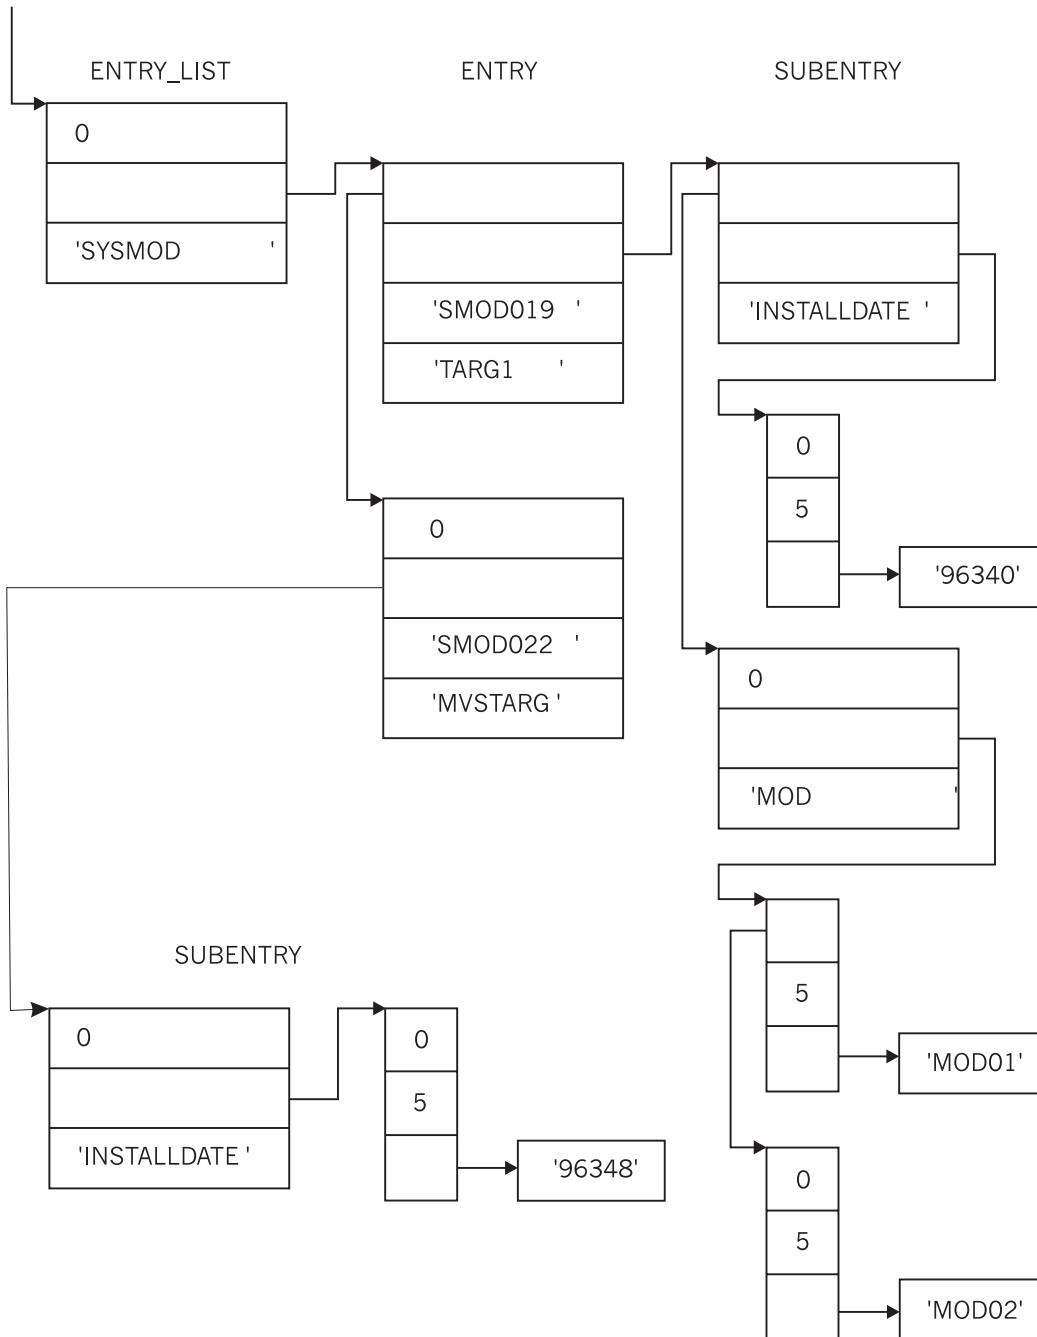 ENTRY_LIST
ENTRY
SUBENTRY
0
'SYSMOD '
'SMOD019 '
'TARG1 '
'INSTALLDATE '
0
5
'96340'
0
'SMOD022 '
'MVSTARG '
0
'MOD '
5
'MOD01'
0
5
'MOD02'
SUBENTRY
0
'INSTALLDATE '
0
5
'96348'